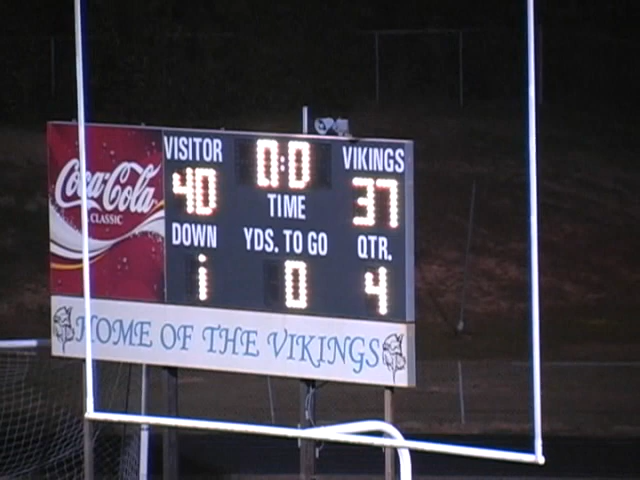 Coca-Cola
CLASSIC
VISITOR 0:0 VIKINGS
40 TIME 37
DOWN YDS. TO GO QTR.
1 0 4
HOME OF THE VIKINGS